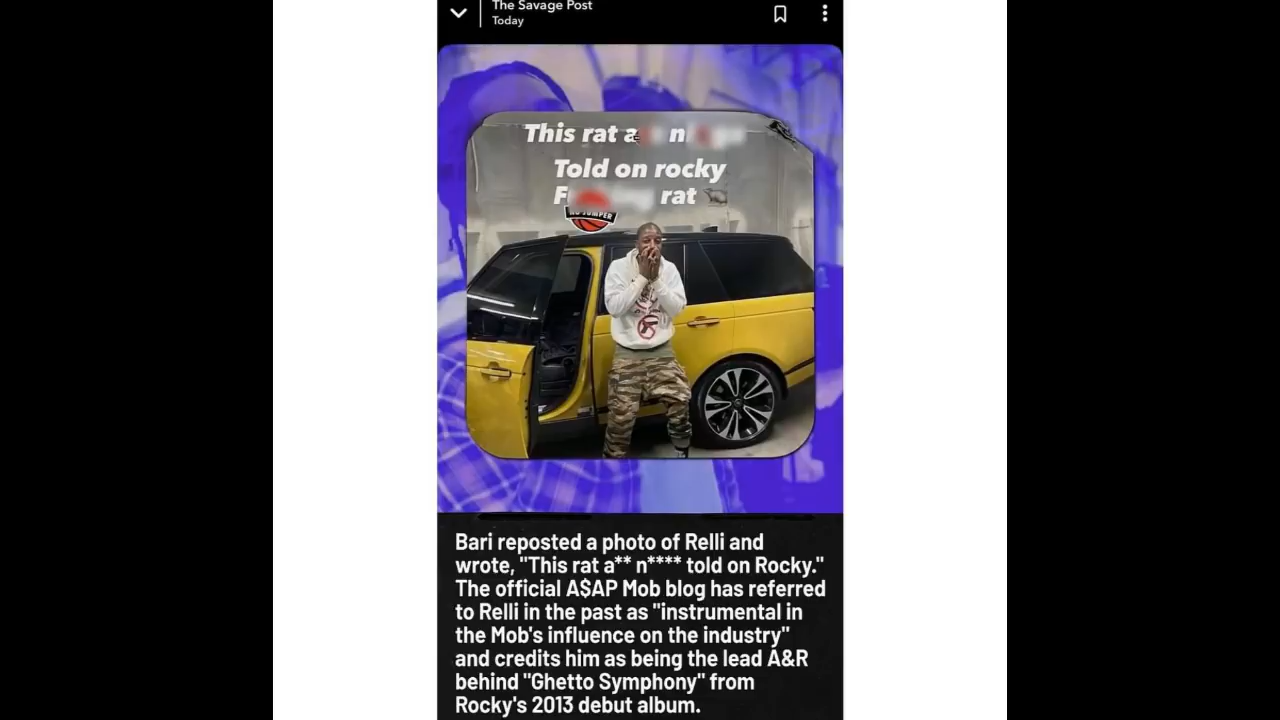 The Savage Post
Today
This rat a
Told on rocky
rat
JUMPER
Bari reposted a photo of Relli and
wrote, "This rat a** n**** told on Rocky."
The official A$AP Mob blog has referred
to Relli in the past as "instrumental in
the Mob's influence on the industry"
and credits him as being the lead A&R
behind "Ghetto Symphony" from
Rocky's 2013 debut album.